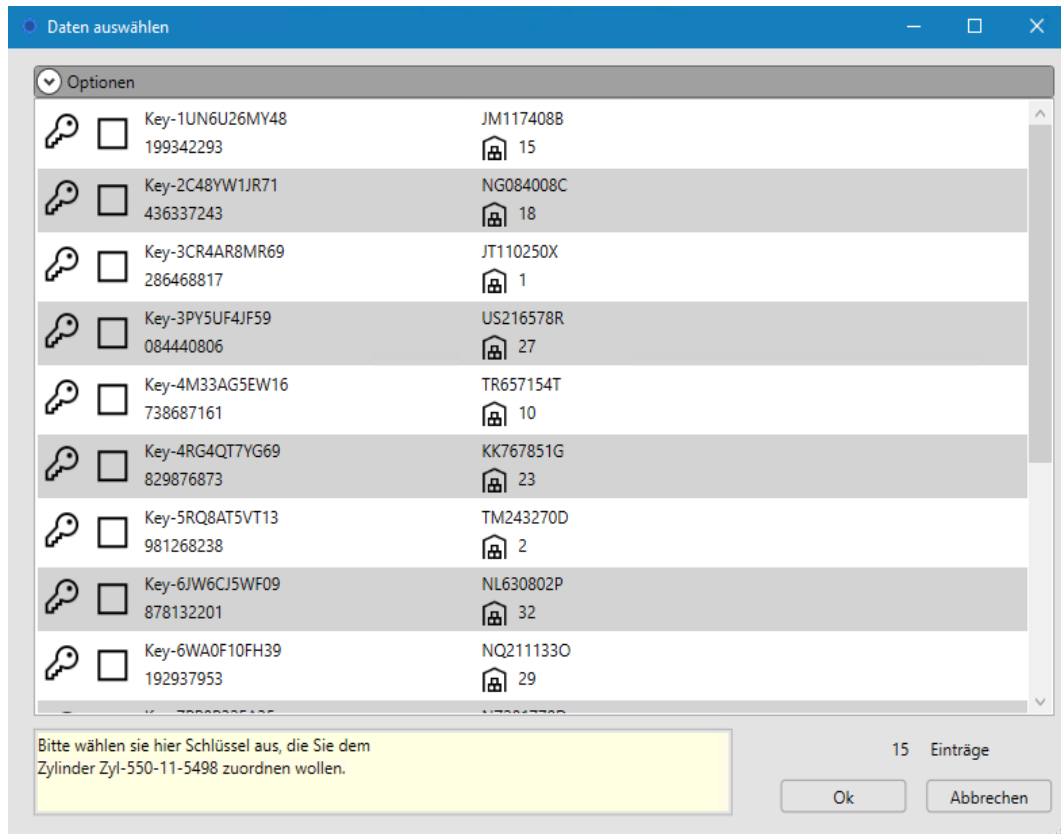 Daten auswählen
Optionen
Key-1UN6U26MY48 JM117408B
199342293 15
Key-2C48YW1JR71 NG084008C
436337243 18
Key-3CR4AR8MR69 JT110250X
286468817 1
Key-3PY5UF4JF59 US216578R
084440806 27
Key-4M33AG5EW16 TR657154T
738687161 10
Key-4RG4QT7YG69 KK767851G
829876873 23
Key-5RQ8AT5VT13 TM243270D
981268238 2
Key-6JW6CJ5WF09 NL630802P
878132201 32
Key-6WA0F10FH39 NQ211133O
192937953 29
Bitte wählen sie hier Schlüssel aus, die Sie dem
Zylinder Zyl-550-11-5498 zuordnen wollen.
15 Einträge
Ok Abbrechen